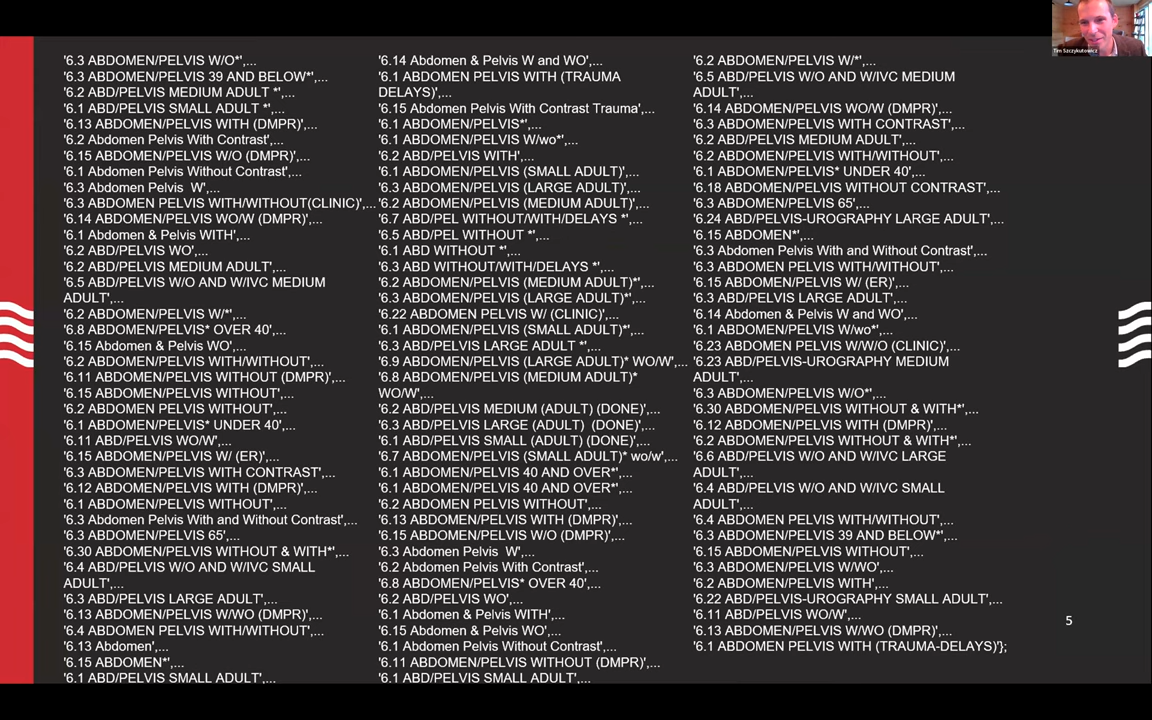 '6.3 ABDOMEN/PELVIS W/O*',...
'6.3 ABDOMEN/PELVIS 39 AND BELOW*',...
'6.2 ABD/PELVIS MEDIUM ADULT *',...
'6.1 ABD/PELVIS SMALL ADULT *',...
'6.13 ABDOMEN/PELVIS WITH (DMPR)',...
'6.2 Abdomen Pelvis With Contrast',...
'6.15 ABDOMEN/PELVIS W/O (DMPR)',...
'6.1 Abdomen Pelvis Without Contrast',...
'6.3 Abdomen Pelvis  W',...
'6.3 ABDOMEN PELVIS WITH/WITHOUT(CLINIC)',...
'6.14 ABDOMEN/PELVIS WO/W (DMPR)',...
'6.1 Abdomen & Pelvis WITH',...
'6.2 ABD/PELVIS WO',...
'6.2 ABD/PELVIS MEDIUM ADULT',...
'6.5 ABD/PELVIS W/O AND W/IVC MEDIUM
ADULT',...
'6.2 ABDOMEN/PELVIS W/*',...
'6.8 ABDOMEN/PELVIS* OVER 40',...
'6.15 Abdomen & Pelvis WO',...
'6.2 ABDOMEN/PELVIS WITH/WITHOUT',...
'6.11 ABDOMEN/PELVIS WITHOUT (DMPR)',...
'6.15 ABDOMEN/PELVIS WITHOUT',...
'6.2 ABDOMEN PELVIS WITHOUT',...
'6.1 ABDOMEN/PELVIS* UNDER 40',...
'6.11 ABD/PELVIS WO/W',...
'6.15 ABDOMEN/PELVIS W/ (ER)',...
'6.3 ABDOMEN/PELVIS WITH CONTRAST',...
'6.12 ABDOMEN/PELVIS WITH (DMPR)',...
'6.1 ABDOMEN/PELVIS WITHOUT',...
'6.3 Abdomen Pelvis With and Without Contrast',...
'6.3 ABDOMEN/PELVIS 65',...
'6.30 ABDOMEN/PELVIS WITHOUT & WITH*',...
'6.4 ABD/PELVIS W/O AND W/IVC SMALL
ADULT',...
'6.3 ABD/PELVIS LARGE ADULT',...
'6.13 ABDOMEN/PELVIS W/WO (DMPR)',...
'6.4 ABDOMEN PELVIS WITH/WITHOUT',...
'6.13 Abdomen',...
'6.15 ABDOMEN*',...
'6.1 ABD/PELVIS SMALL ADULT',...
'6.14 Abdomen & Pelvis W and WO',...
'6.1 ABDOMEN PELVIS WITH (TRAUMA
DELAYS)',...
'6.15 Abdomen Pelvis With Contrast Trauma',...
'6.1 ABDOMEN/PELVIS*',...
'6.1 ABDOMEN/PELVIS W/wo*',...
'6.2 ABD/PELVIS WITH',...
'6.1 ABDOMEN/PELVIS (SMALL ADULT)',...
'6.3 ABDOMEN/PELVIS (LARGE ADULT)',...
'6.2 ABDOMEN/PELVIS (MEDIUM ADULT)',...
'6.7 ABD/PEL WITHOUT/WITH/DELAYS *',...
'6.5 ABD/PEL WITHOUT *',...
'6.1 ABD WITHOUT *',...
'6.3 ABD WITHOUT/WITH/DELAYS *',...
'6.2 ABDOMEN/PELVIS (MEDIUM ADULT)*',...
'6.3 ABDOMEN/PELVIS (LARGE ADULT)*',...
'6.22 ABDOMEN PELVIS W/ (CLINIC)',...
'6.1 ABDOMEN/PELVIS (SMALL ADULT)*',...
'6.3 ABD/PELVIS LARGE ADULT *',...
'6.9 ABDOMEN/PELVIS (LARGE ADULT)* WO/W',...
'6.8 ABDOMEN/PELVIS (MEDIUM ADULT)*
WO/W',...
'6.2 ABD/PELVIS MEDIUM (ADULT) (DONE)',...
'6.3 ABD/PELVIS LARGE (ADULT)  (DONE)',...
'6.1 ABD/PELVIS SMALL (ADULT) (DONE)',...
'6.7 ABDOMEN/PELVIS (SMALL ADULT)* wo/w',...
'6.1 ABDOMEN/PELVIS 40 AND OVER*',...
'6.1 ABDOMEN/PELVIS 40 AND OVER*',...
'6.2 ABDOMEN PELVIS WITHOUT',...
'6.13 ABDOMEN/PELVIS WITH (DMPR)',...
'6.15 ABDOMEN/PELVIS W/O (DMPR)',...
'6.3 Abdomen Pelvis  W',...
'6.2 Abdomen Pelvis With Contrast',...
'6.8 ABDOMEN/PELVIS* OVER 40',...
'6.2 ABD/PELVIS WO',...
'6.1 Abdomen & Pelvis WITH',...
'6.15 Abdomen & Pelvis WO',...
'6.1 Abdomen Pelvis Without Contrast',...
'6.11 ABDOMEN/PELVIS WITHOUT (DMPR)',...
'6.1 ABD/PELVIS SMALL ADULT',...
'6.2 ABDOMEN/PELVIS W/*',...
'6.5 ABD/PELVIS W/O AND W/IVC MEDIUM
ADULT',...
'6.14 ABDOMEN/PELVIS WO/W (DMPR)',...
'6.3 ABDOMEN/PELVIS WITH CONTRAST',...
'6.2 ABD/PELVIS MEDIUM ADULT',...
'6.2 ABDOMEN/PELVIS WITH/WITHOUT',...
'6.1 ABDOMEN/PELVIS* UNDER 40',...
'6.18 ABDOMEN/PELVIS WITHOUT CONTRAST',...
'6.3 ABDOMEN/PELVIS 65',...
'6.24 ABD/PELVIS-UROGRAPHY LARGE ADULT',...
'6.15 ABDOMEN*',...
'6.3 Abdomen Pelvis With and Without Contrast',...
'6.3 ABDOMEN PELVIS WITH/WITHOUT',...
'6.15 ABDOMEN/PELVIS W/ (ER)',...
'6.3 ABD/PELVIS LARGE ADULT',...
'6.14 Abdomen & Pelvis W and WO',...
'6.1 ABDOMEN/PELVIS W/wo*',...
'6.23 ABDOMEN PELVIS W/W/O (CLINIC)',...
'6.23 ABD/PELVIS-UROGRAPHY MEDIUM
ADULT',...
'6.3 ABDOMEN/PELVIS W/O*',...
'6.30 ABDOMEN/PELVIS WITHOUT & WITH*',...
'6.12 ABDOMEN/PELVIS WITH (DMPR)',...
'6.2 ABDOMEN/PELVIS WITHOUT & WITH*',...
'6.6 ABD/PELVIS W/O AND W/IVC LARGE
ADULT',...
'6.4 ABD/PELVIS W/O AND W/IVC SMALL
ADULT',...
'6.4 ABDOMEN PELVIS WITH/WITHOUT',...
'6.3 ABDOMEN/PELVIS 39 AND BELOW*',...
'6.15 ABDOMEN/PELVIS WITHOUT',...
'6.3 ABDOMEN/PELVIS W/WO',...
'6.2 ABDOMEN/PELVIS WITH',...
'6.22 ABD/PELVIS-UROGRAPHY SMALL ADULT',...
'6.11 ABD/PELVIS WO/W',...
'6.13 ABDOMEN/PELVIS W/WO (DMPR)',...
'6.1 ABDOMEN PELVIS WITH (TRAUMA-DELAYS)'};
5
Tim Szczykutowicz